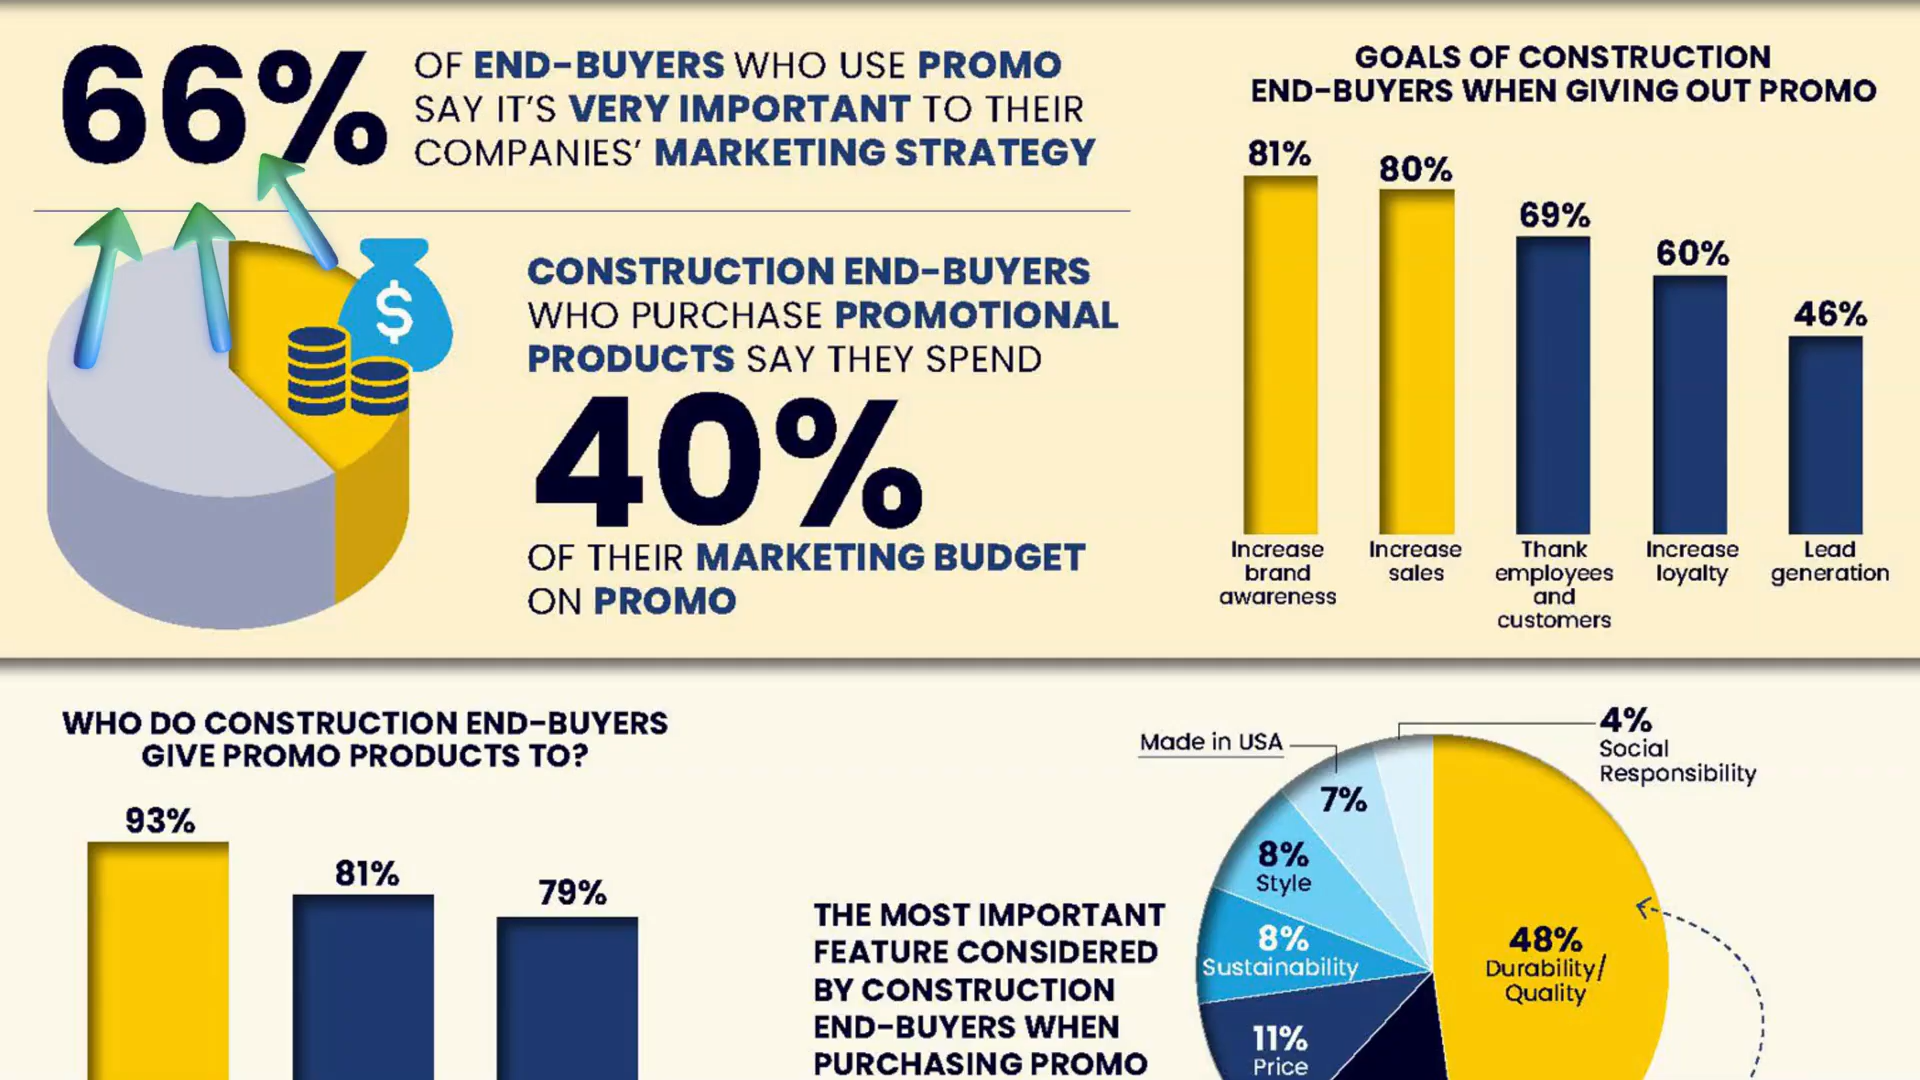 66%
OF END-BUYERS WHO USE PROMO
SAY IT'S VERY IMPORTANT TO THEIR
COMPANIES' MARKETING STRATEGY
$
CONSTRUCTION END-BUYERS
WHO PURCHASE PROMOTIONAL
PRODUCTS SAY THEY SPEND
40%
OF THEIR MARKETING BUDGET
ON PROMO
GOALS OF CONSTRUCTION
END-BUYERS WHEN GIVING OUT PROMO
81%
80%
69%
60%
46%
Increase
brand
awareness
Increase
sales
Thank
employees
and
customers
Increase
loyalty
Lead
generation
WHO DO CONSTRUCTION END-BUYERS
GIVE PROMO PRODUCTS TO?
93%
81%
79%
THE MOST IMPORTANT
FEATURE CONSIDERED
BY CONSTRUCTION
END-BUYERS WHEN
PURCHASING PROMO
Made in USA
7%
4%
Social
Responsibility
8%
Style
8%
Sustainability
11%
Price
48%
Durability/
Quality